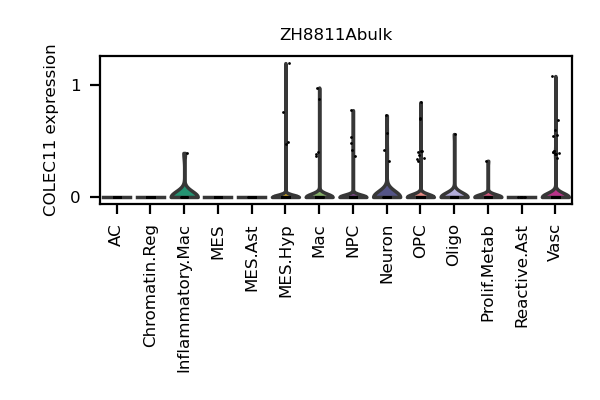 ZH8811Abulk
COLEC11 expression
1
0
AC
Chromatin.Reg
Inflammatory.Mac
MES
MES.Ast
MES.Hyp
Mac
NPC
Neuron
OPC
Oligo
Prolif.Metab
Reactive.Ast
Vasc